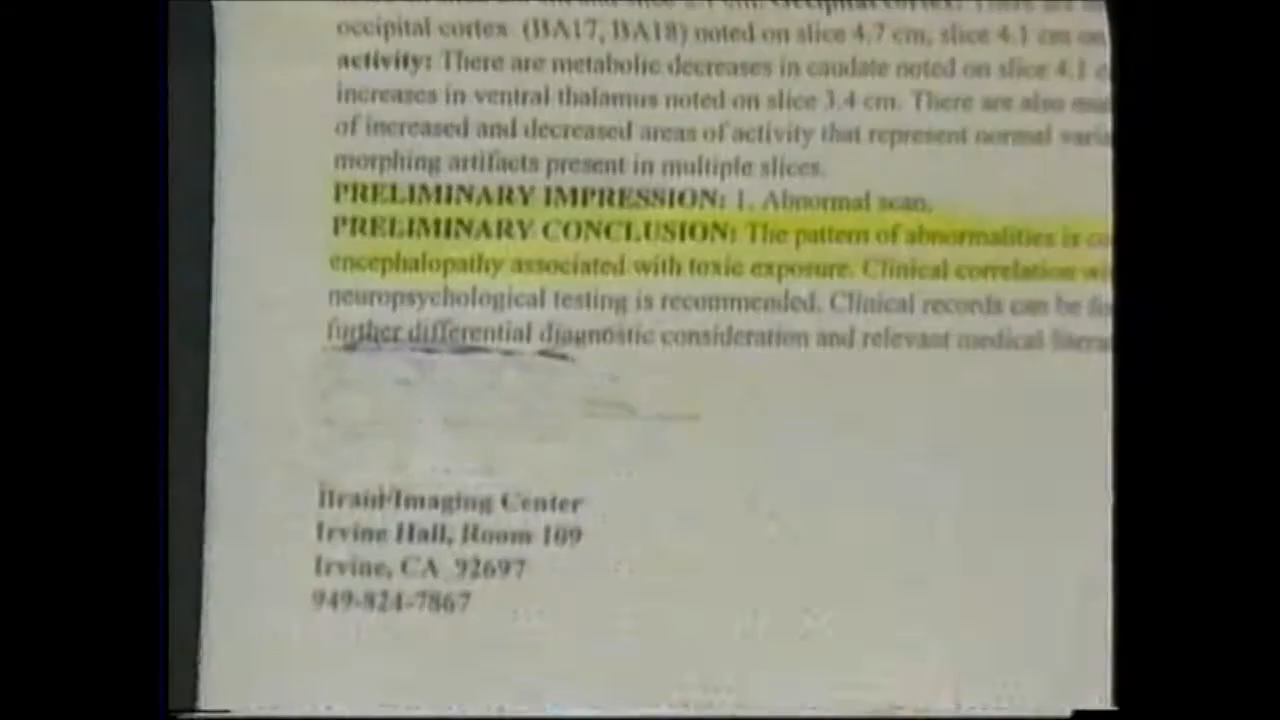 Occipital cortex:
occipital cortex (BA17, BA18) noted on slice 4.7 cm, slice 4.1 cm
activity: There are metabolic decreases in caudate noted on slice 4.1
increases in ventral thalamus noted on slice 3.4 cm. There are also
of increased and decreased areas of activity that represent normal
morphing artifacts present in multiple slices.
PRELIMINARY IMPRESSION: 1. Abnormal scan.
PRELIMINARY CONCLUSION: The pattern of abnormalities is
encephalopathy associated with toxic exposure. Clinical correlation
neuropsychological testing is recommended. Clinical records can be
further differential diagnostic consideration and relevant medical
Brain Imaging Center
Irvine Hall, Room 109
Irvine, CA 92697
949-824-7867